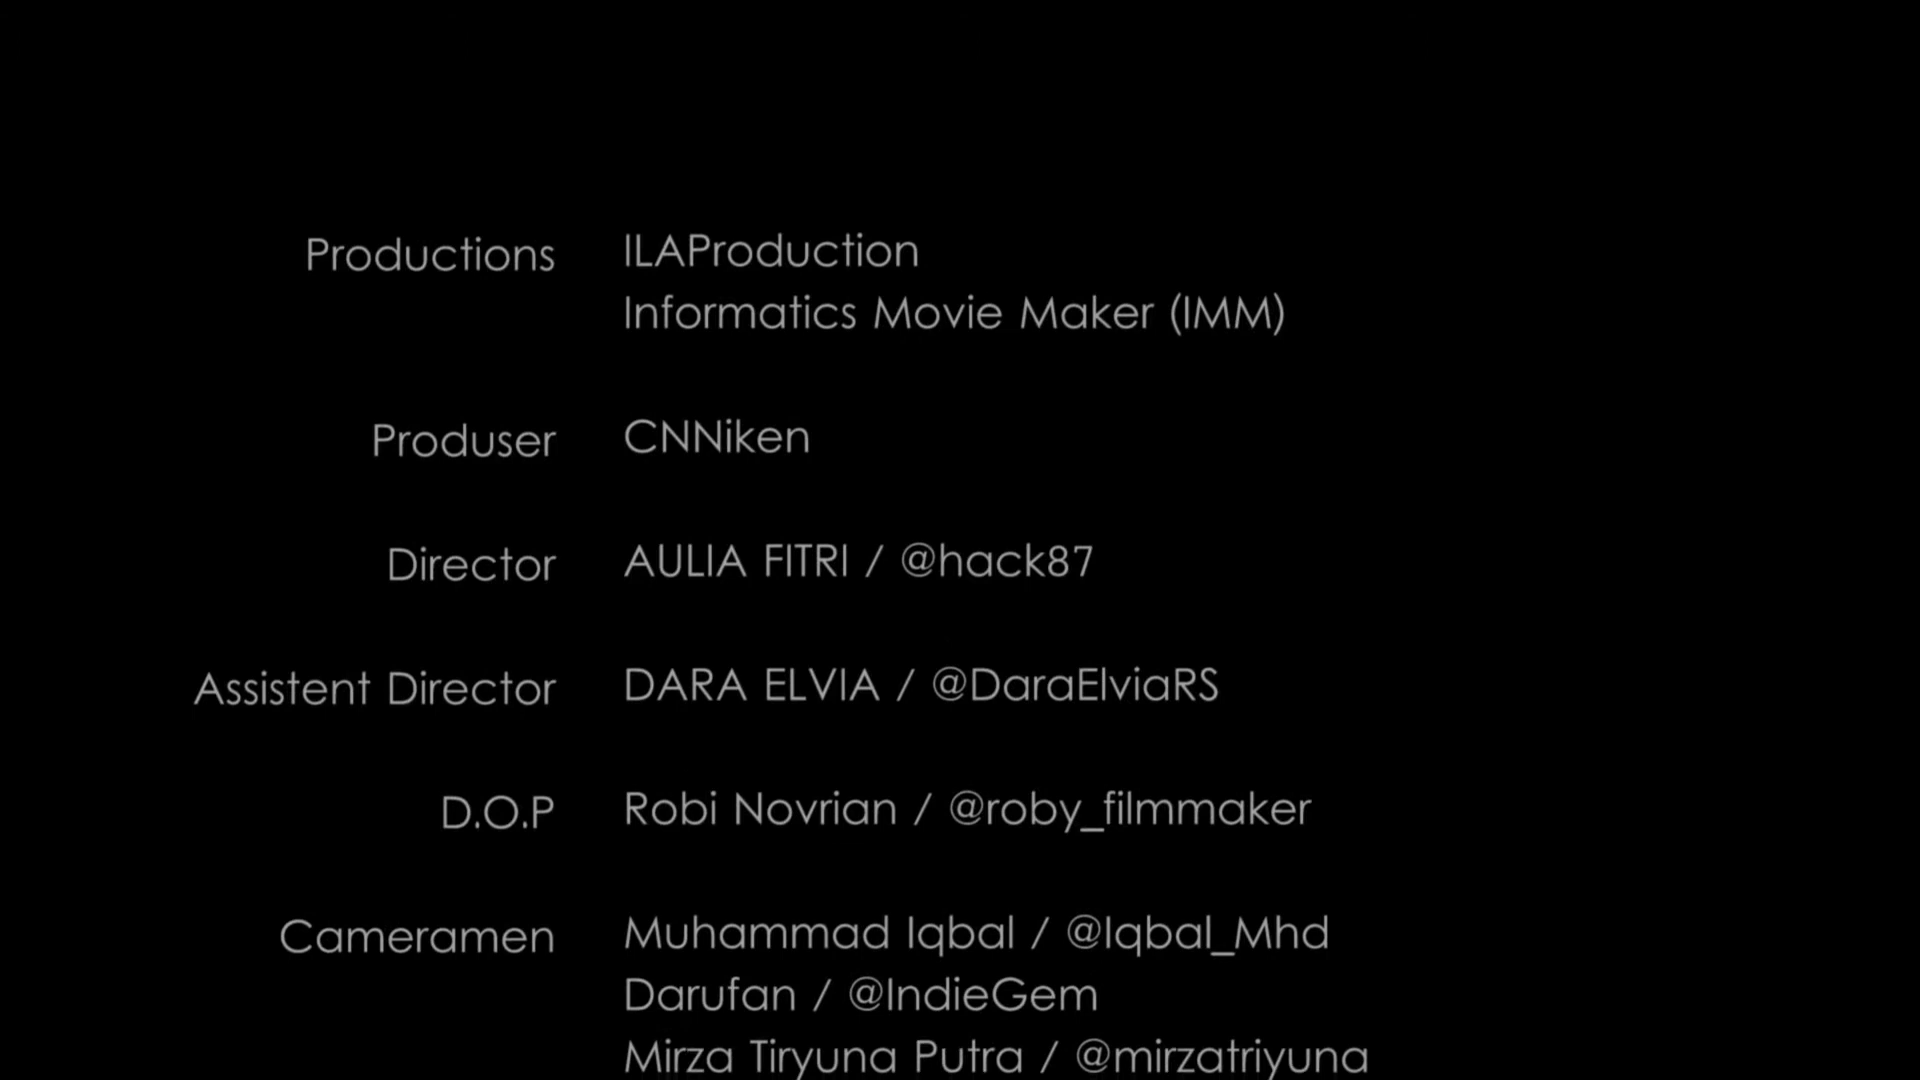 Productions ILAProduction
Informatics Movie Maker (IMM)
Produser CNNiken
Director AULIA FITRI / @hack87
Assistent Director DARA ELVIA / @DaraElviaRS
D.O.P Robi Novrian / @roby_filmmaker
Cameramen Muhammad Iqbal / @Iqbal_Mhd
Darufan / @IndieGem
Mirza Tiryuna Putra / @mirzatriyuna